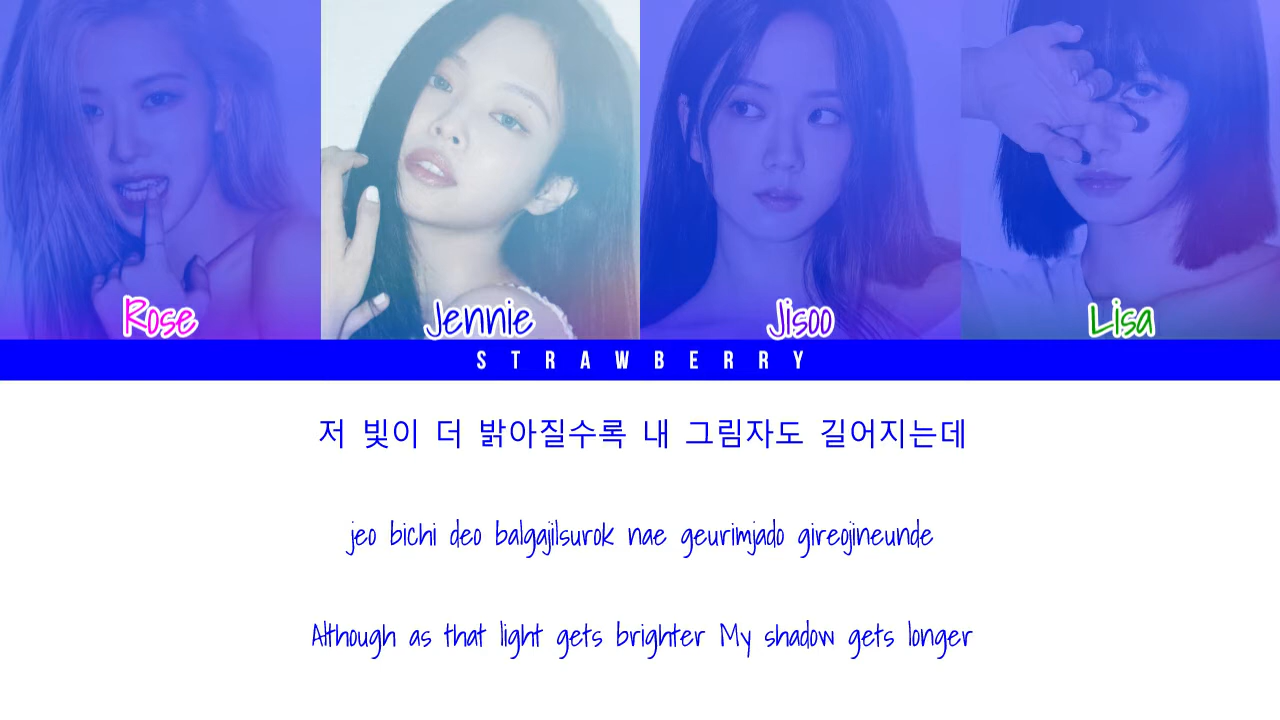 Rose
Jennie
Jisoo
Lisa
STRAWBERRY
저 빛이 더 밝아질수록 내 그림자도 길어지는데
jeo bichi deo balgajilsurok nae geurimjado gireojineunde
Although as that light gets brighter My shadow gets longer